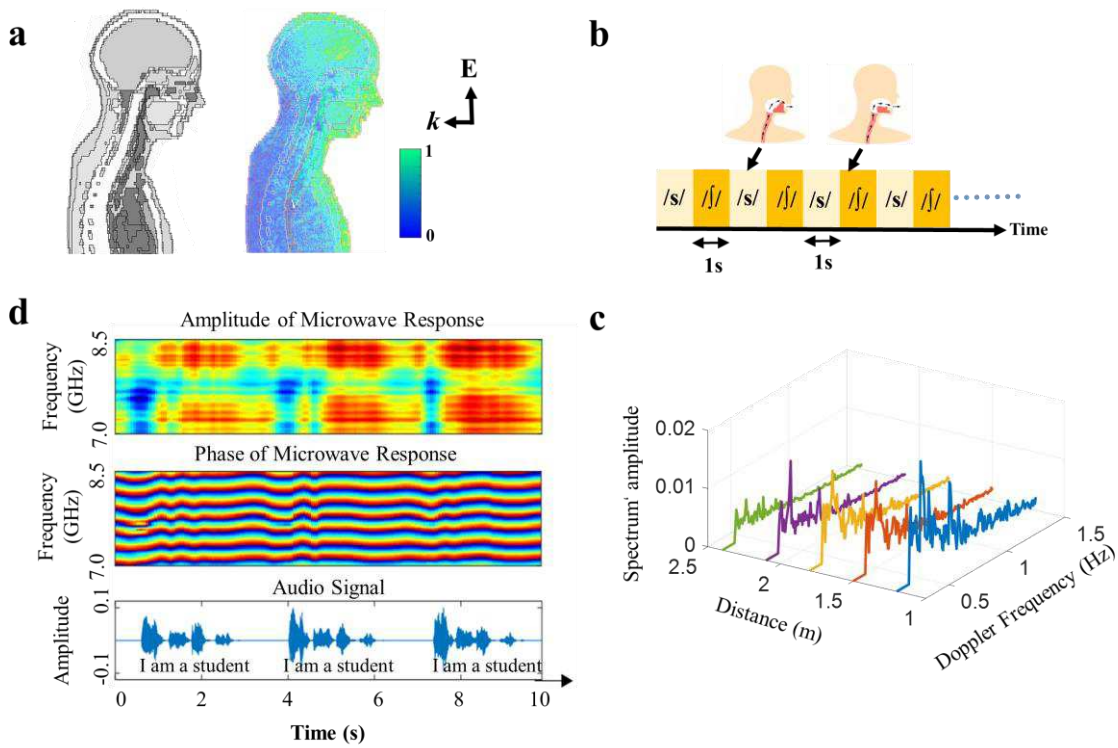 a
E
k
1
0
b
/s/ /ʃ/ /s/ /ʃ/ /s/ /ʃ/ /s/ /ʃ/
Time
1s 1s
d
Amplitude of Microwave Response
Frequency
(GHz)
8.5
7.0
Phase of Microwave Response
Frequency
(GHz)
8.5
7.0
Audio Signal
Amplitude
0.1
-0.1
I am a student I am a student I am a student
0 2 4 6 8 10
Time (s)
c
Spectrum' amplitude
0.02
0.01
0
2.5 2 1.5 1
Distance (m)
0.5 1 1.5
Doppler Frequency (Hz)